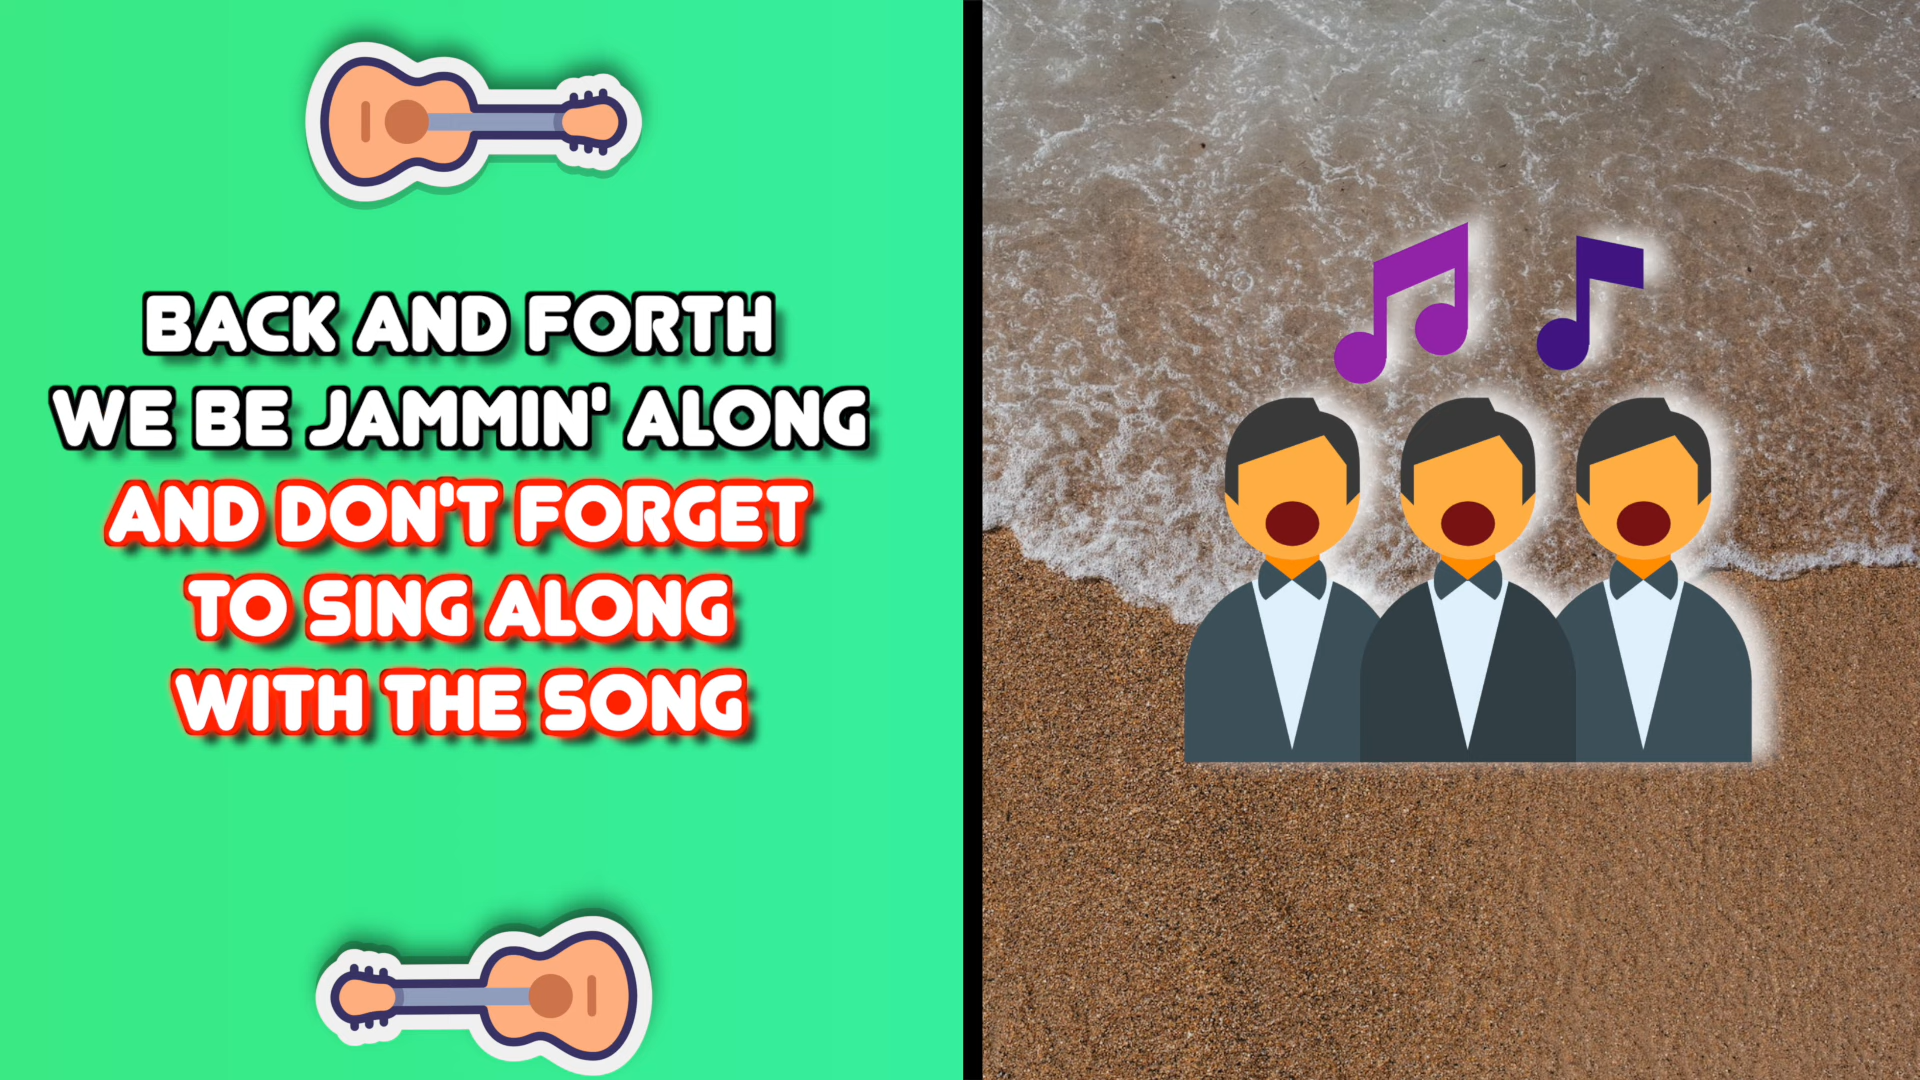 BACK AND FORTH
WE BE JAMMIN' ALONG
AND DON'T FORGET
TO SING ALONG
WITH THE SONG